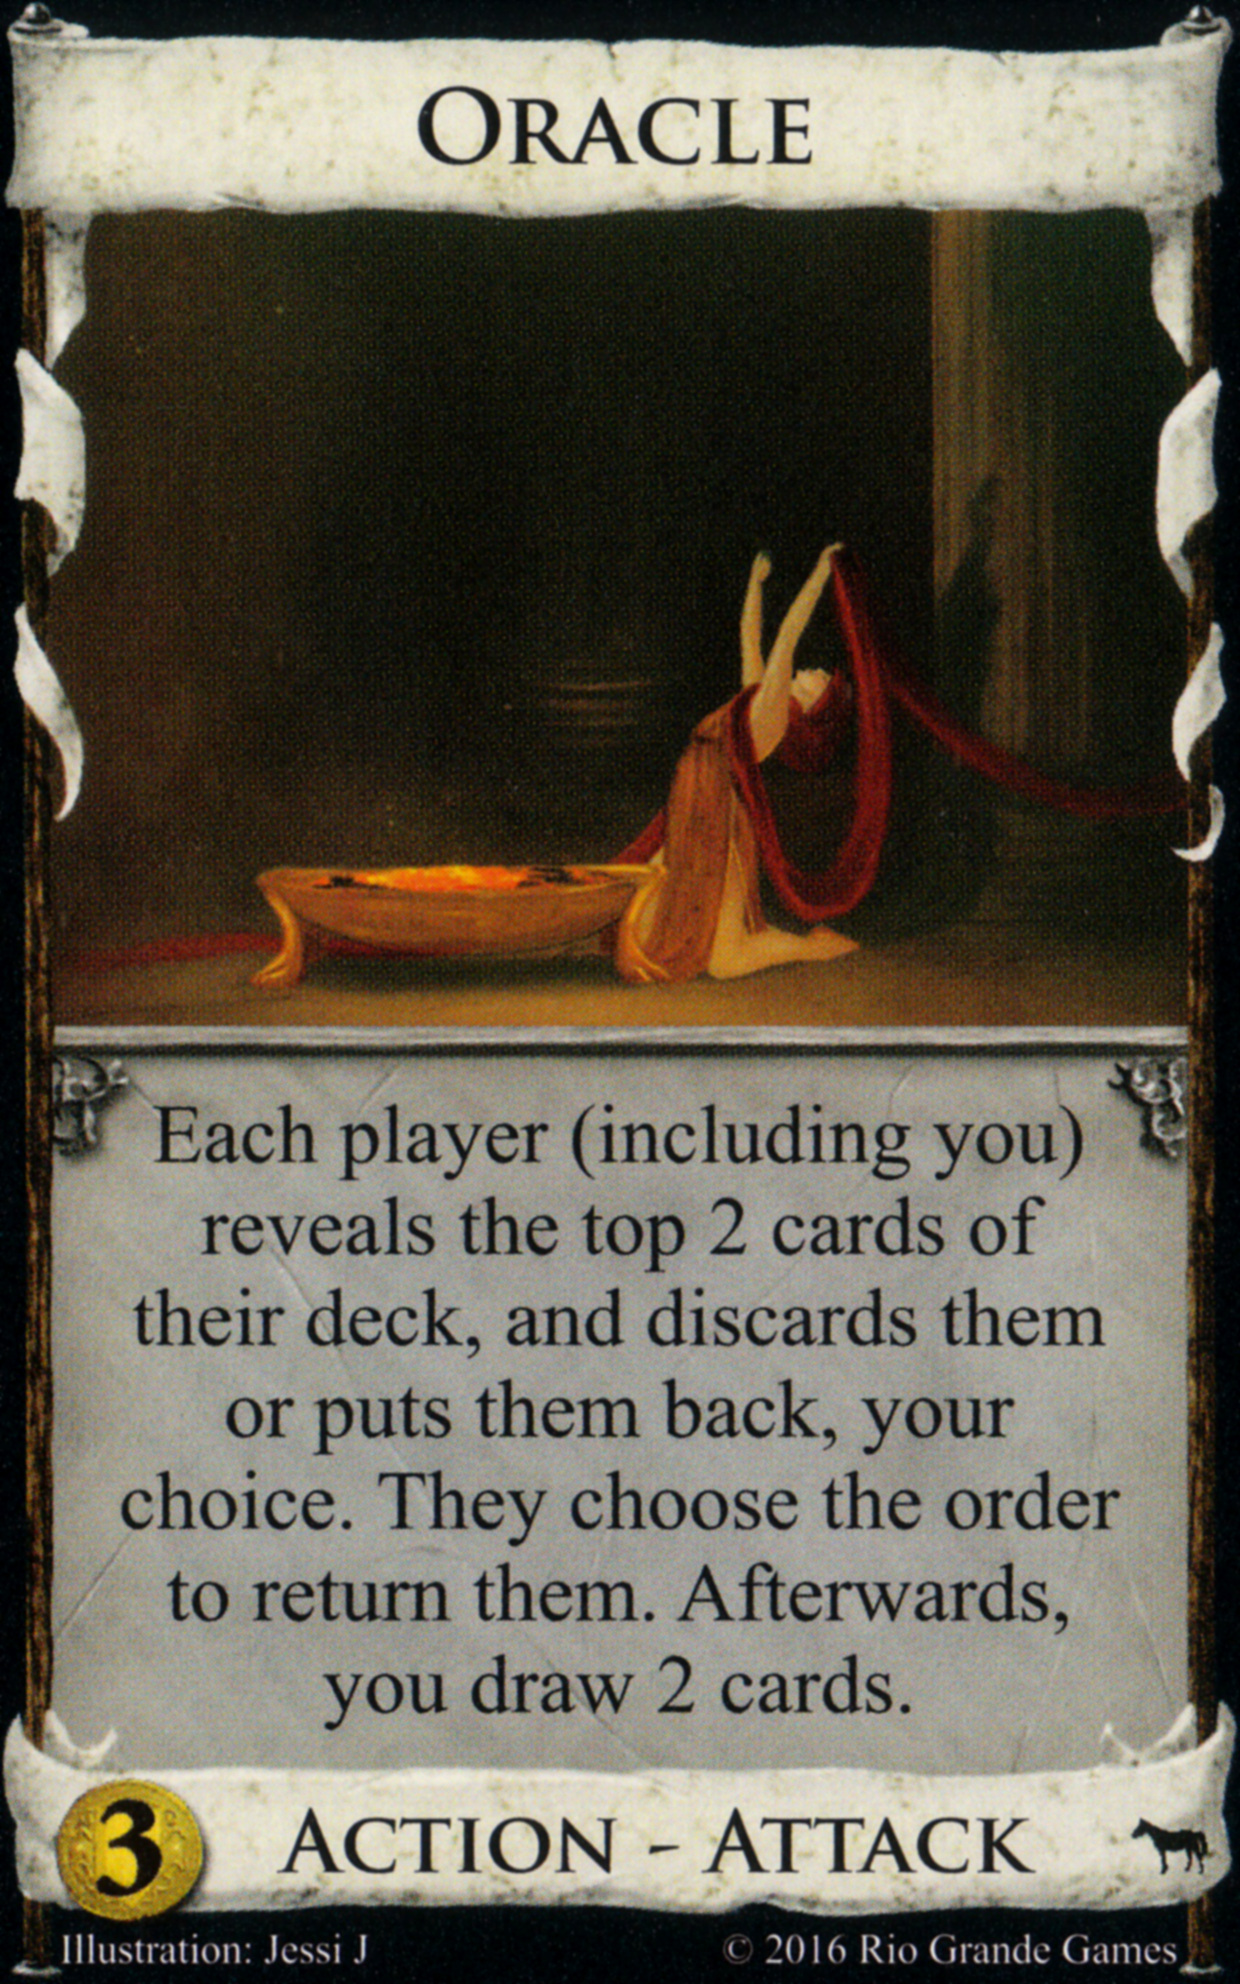 ORACLE
Each player (including you)
reveals the top 2 cards of
their deck, and discards them
or puts them back, your
choice. They choose the order
to return them. Afterwards,
you draw 2 cards.
3 ACTION - ATTACK
Illustration: Jessi J © 2016 Rio Grande Games